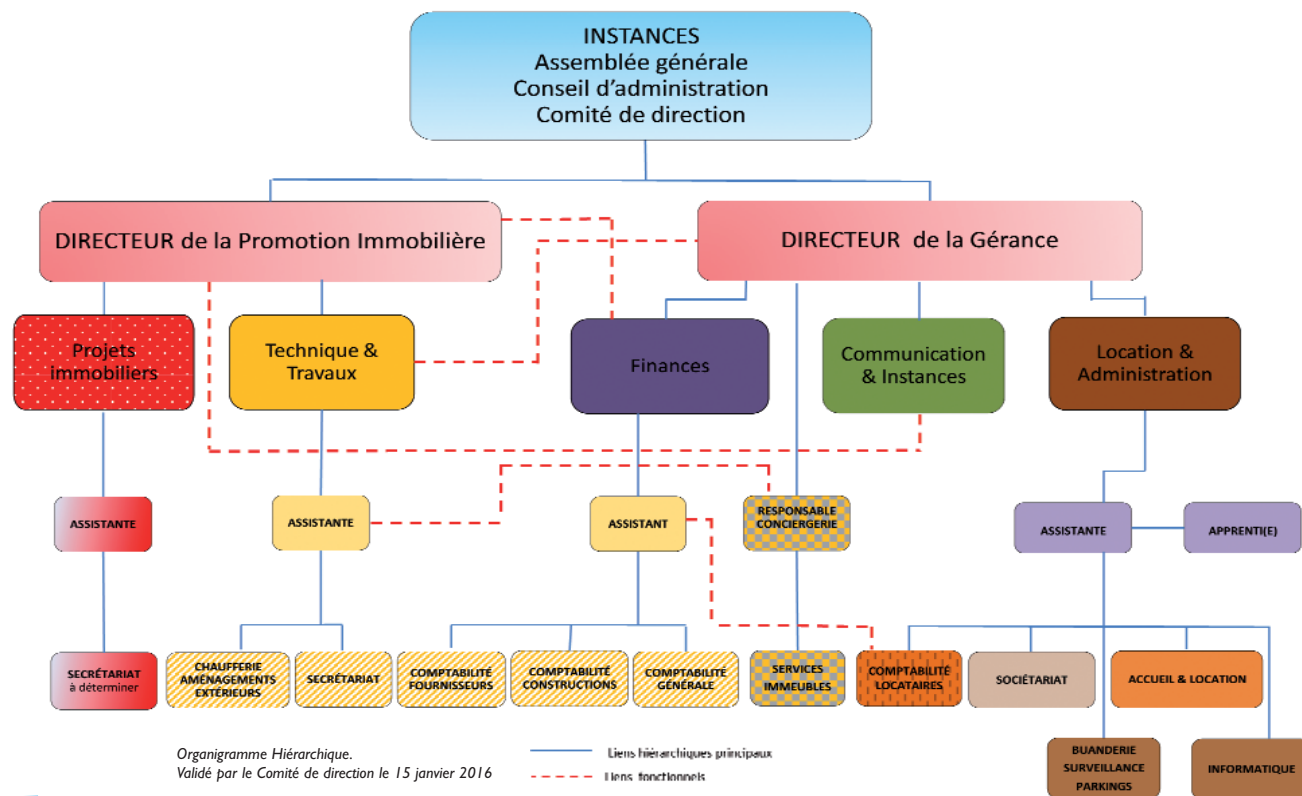 INSTANCES
Assemblée générale
Conseil d'administration
Comité de direction
DIRECTEUR de la Promotion Immobilière
DIRECTEUR de la Gérance
Projets
immobiliers
Technique &
Travaux
Finances
Communication
& Instances
Location &
Administration
ASSISTANTE
ASSISTANTE
ASSISTANT
RESPONSABLE
CONCIERGERIE
ASSISTANTE
APPRENTI(E)
SECRÉTARIAT
à déterminer
CHAUFFERIE
AMÉNAGEMENTS
EXTÉRIEURS
SECRÉTARIAT
COMPTABILITÉ
FOURNISSEURS
COMPTABILITÉ
CONSTRUCTIONS
COMPTABILITÉ
GÉNÉRALE
SERVICES
IMMEUBLES
COMPTABILITÉ
LOCATAIRES
SOCIÉTARIAT
ACCUEIL & LOCATION
BUANDERIE
SURVEILLANCE
PARKINGS
INFORMATIQUE
Organigramme Hiérarchique.
Validé par le Comité de direction le 15 janvier 2016
Liens hiérarchiques principaux
Liens fonctionnels